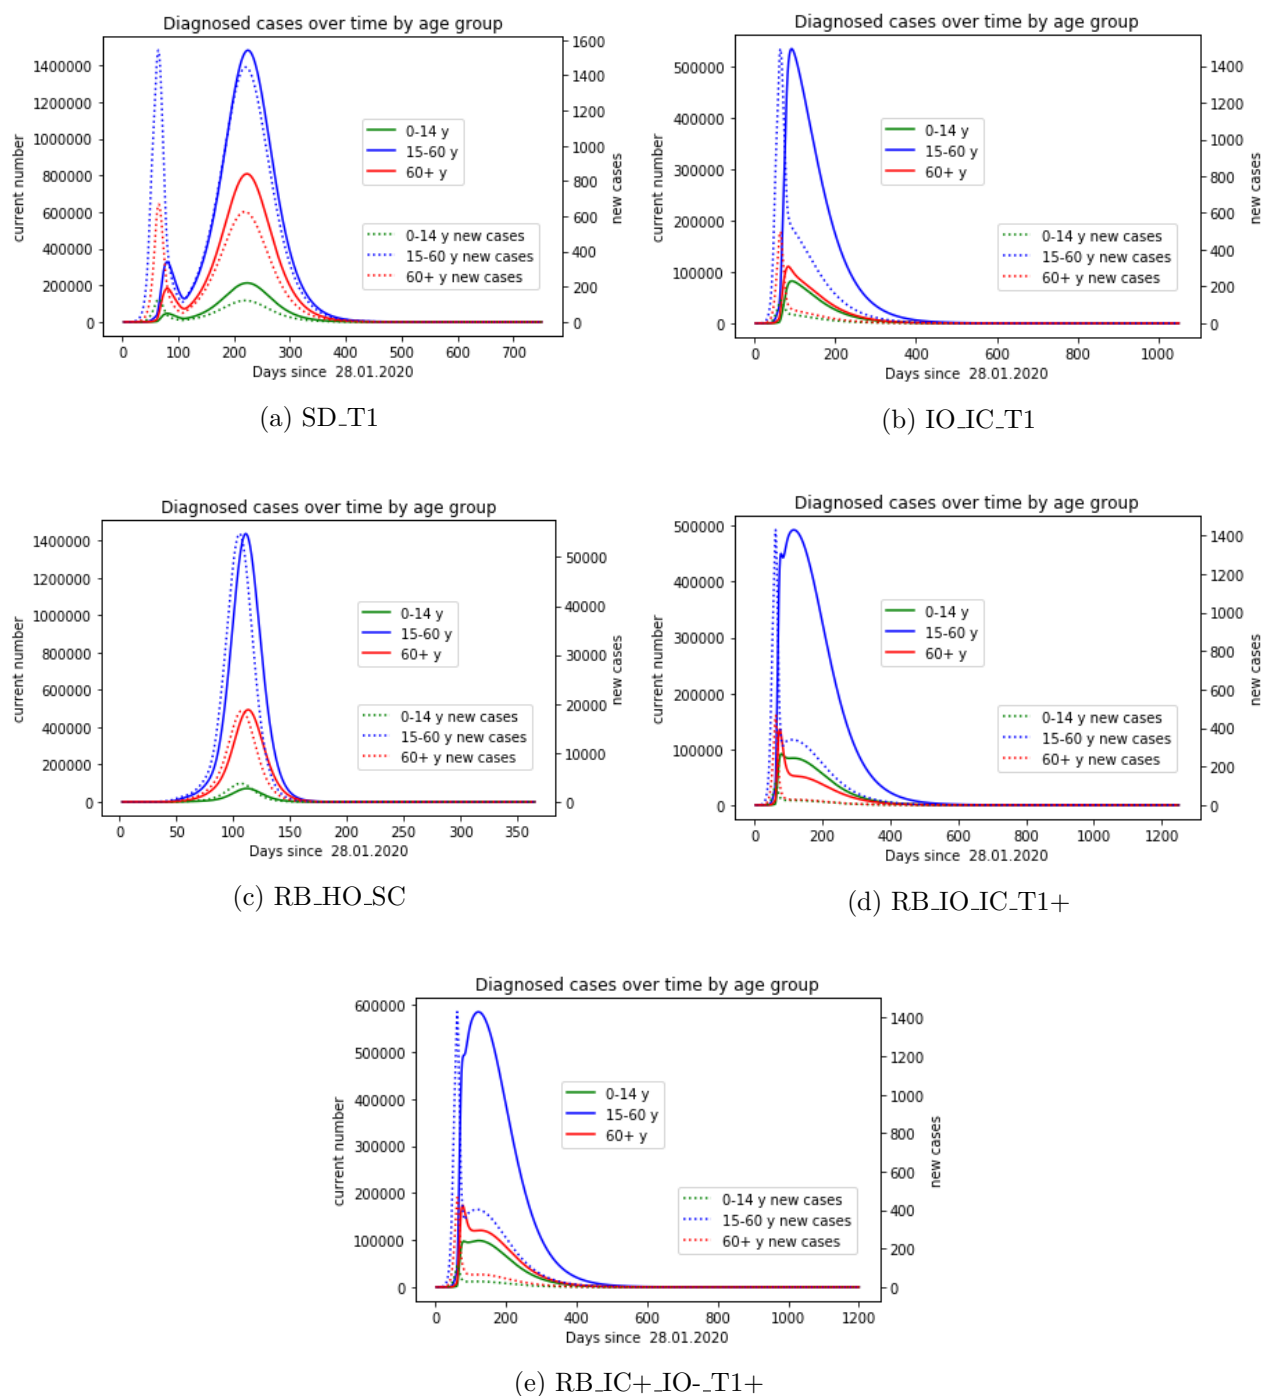 Diagnosed cases over time by age group
current number
1400000
1200000
1000000
800000
600000
400000
200000
0
1600
1400
1200
1000
800
600
400
200
0
new cases
0-14 y
15-60 y
60+ y
0-14 y new cases
15-60 y new cases
60+ y new cases
0 100 200 300 400 500 600 700
Days since 28.01.2020
(a) SD_T1
Diagnosed cases over time by age group
current number
500000
400000
300000
200000
100000
0
1400
1200
1000
800
600
400
200
0
new cases
0-14 y
15-60 y
60+ y
0-14 y new cases
15-60 y new cases
60+ y new cases
0 200 400 600 800 1000
Days since 28.01.2020
(b) IO_IC_T1
Diagnosed cases over time by age group
current number
1400000
1200000
1000000
800000
600000
400000
200000
0
50000
40000
30000
20000
10000
0
new cases
0-14 y
15-60 y
60+ y
0-14 y new cases
15-60 y new cases
60+ y new cases
0 50 100 150 200 250 300 350
Days since 28.01.2020
(c) RB_HO_SC
Diagnosed cases over time by age group
current number
500000
400000
300000
200000
100000
0
1400
1200
1000
800
600
400
200
0
new cases
0-14 y
15-60 y
60+ y
0-14 y new cases
15-60 y new cases
60+ y new cases
0 200 400 600 800 1000 1200
Days since 28.01.2020
(d) RB_IO_IC_T1+
Diagnosed cases over time by age group
current number
600000
500000
400000
300000
200000
100000
0
1400
1200
1000
800
600
400
200
0
new cases
0-14 y
15-60 y
60+ y
0-14 y new cases
15-60 y new cases
60+ y new cases
0 200 400 600 800 1000 1200
Days since 28.01.2020
(e) RB_IC+_IO-_T1+